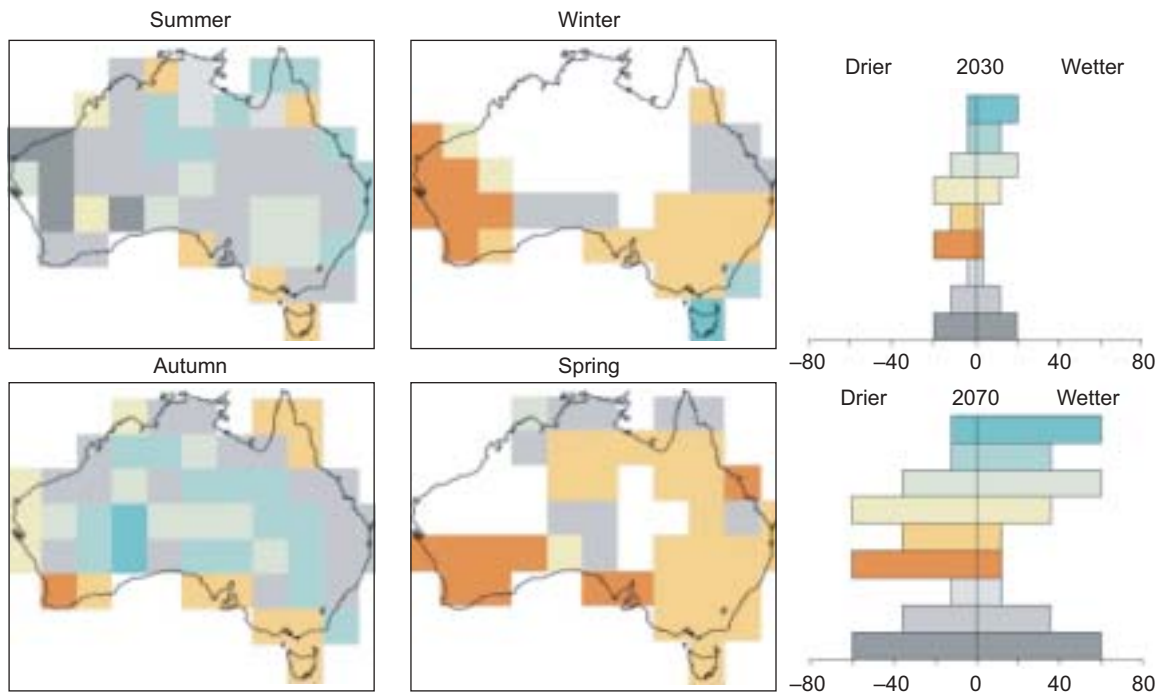 Summer
Winter
Drier 2030 Wetter
–80 –40 0 40 80
Autumn
Spring
Drier 2070 Wetter
–80 –40 0 40 80